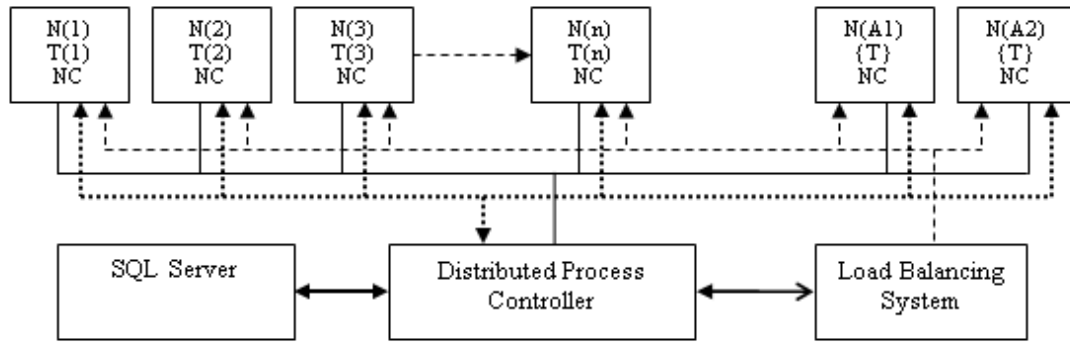 N(1)
T(1)
NC
N(2)
T(2)
NC
N(3)
T(3)
NC
N(n)
T(n)
NC
N(A1)
{T}
NC
N(A2)
{T}
NC
SQL Server
Distributed Process
Controller
Load Balancing
System